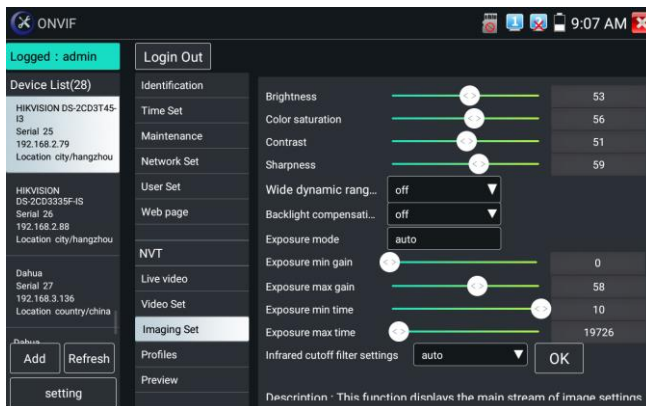 ONVIF
9:07 AM
Logged : admin
Login Out
Device List(28)
HIKVISION DS-2CD3T45-
I3
Serial 25
192.168.2.79
Location city/hangzhou
HIKVISION
DS-2CD3335F-IS
Serial 26
192.168.2.88
Location city/hangzhou
Dahua
Serial 27
192.168.3.136
Location country/china
Dahua
Add
Refresh
setting
Identification
Time Set
Maintenance
Network Set
User Set
Web page
NVT
Live video
Video Set
Imaging Set
Profiles
Preview
Brightness 53
Color saturation 56
Contrast 51
Sharpness 59
Wide dynamic rang... off
Backlight compensati... off
Exposure mode auto
Exposure min gain 0
Exposure max gain 58
Exposure min time 10
Exposure max time 19726
Infrared cutoff filter settings auto OK
Description : This function displays the main stream of image settings